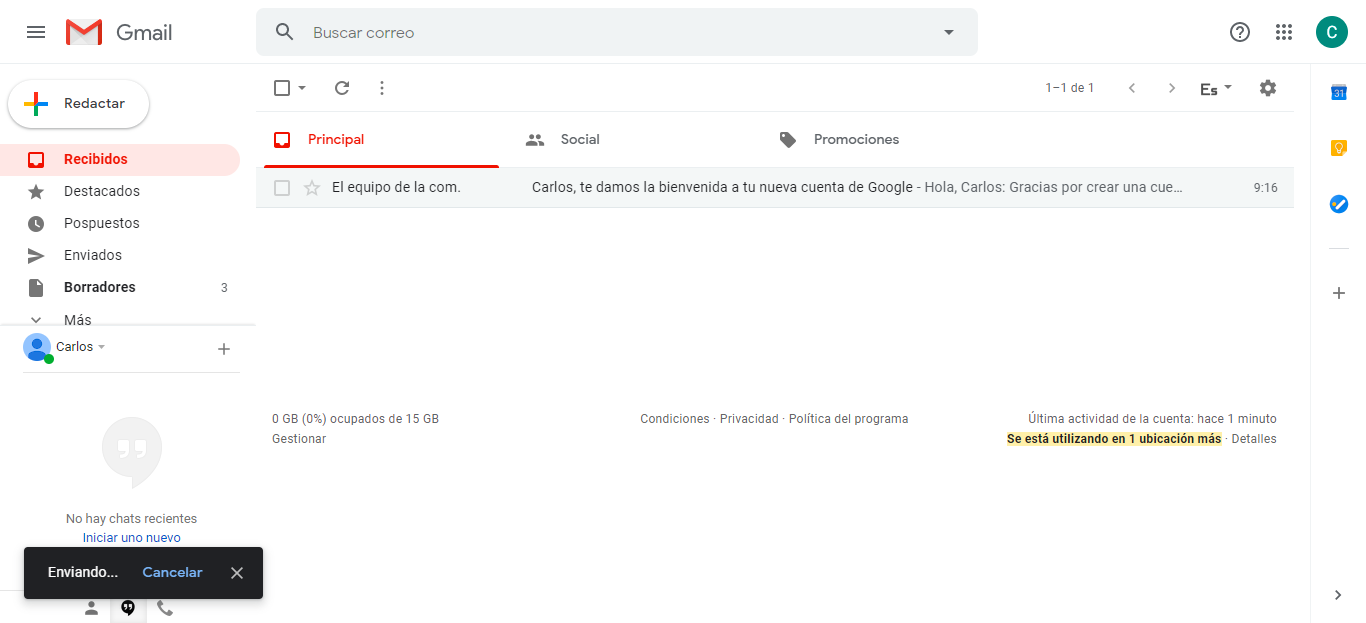 Gmail
Buscar correo
C
Redactar
1–1 de 1
Es
31
Principal
Social
Promociones
Recibidos
El equipo de la com. Carlos, te damos la bienvenida a tu nueva cuenta de Google - Hola, Carlos: Gracias por crear una cue… 9:16
Destacados
Pospuestos
Enviados
Borradores 3
Más
Carlos
0 GB (0%) ocupados de 15 GB
Gestionar
Condiciones · Privacidad · Política del programa
Última actividad de la cuenta: hace 1 minuto
Se está utilizando en 1 ubicación más · Detalles
No hay chats recientes
Iniciar uno nuevo
Enviando... Cancelar